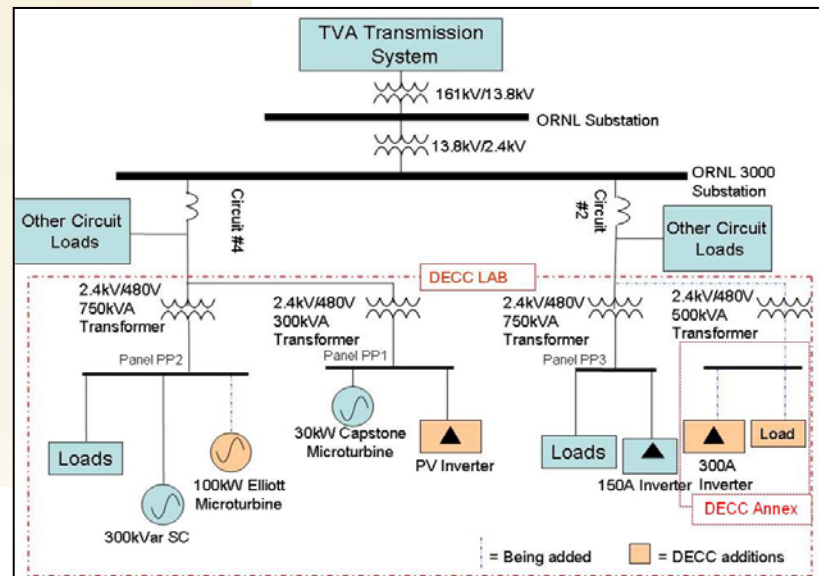 TVA Transmission
System
161kV/13.8kV
ORNL Substation
13.8kV/2.4kV
ORNL 3000
Substation
Circuit #4
Circuit
#2
Other Circuit
Loads
Other Circuit
Loads
DECC LAB
2.4kV/480V
750kVA
Transformer
2.4kV/480V
300kVA
Transformer
2.4kV/480V
750kVA
Transformer
2.4kV/480V
500kVA
Transformer
Panel PP2
Panel PP1
Panel PP3
Loads
300kVar SC
100kW Elliott
Microturbine
30kW Capstone
Microturbine
PV Inverter
Loads
150A Inverter
300A
Inverter
Load
DECC Annex
= Being added
= DECC additions